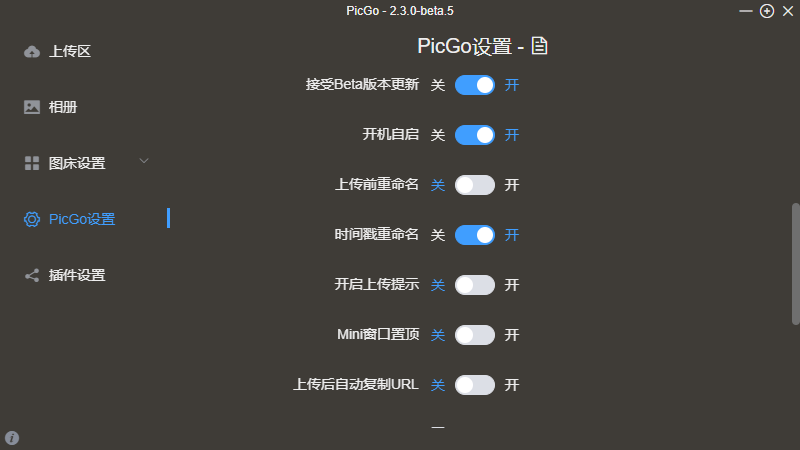 PicGo - 2.3.0-beta.5
上传区
相册
图床设置
PicGo设置
插件设置
PicGo设置 -
接受Beta版本更新 关 开
开机自启 关 开
上传前重命名 关 开
时间戳重命名 关 开
开启上传提示 关 开
Mini窗口置顶 关 开
上传后自动复制URL 关 开